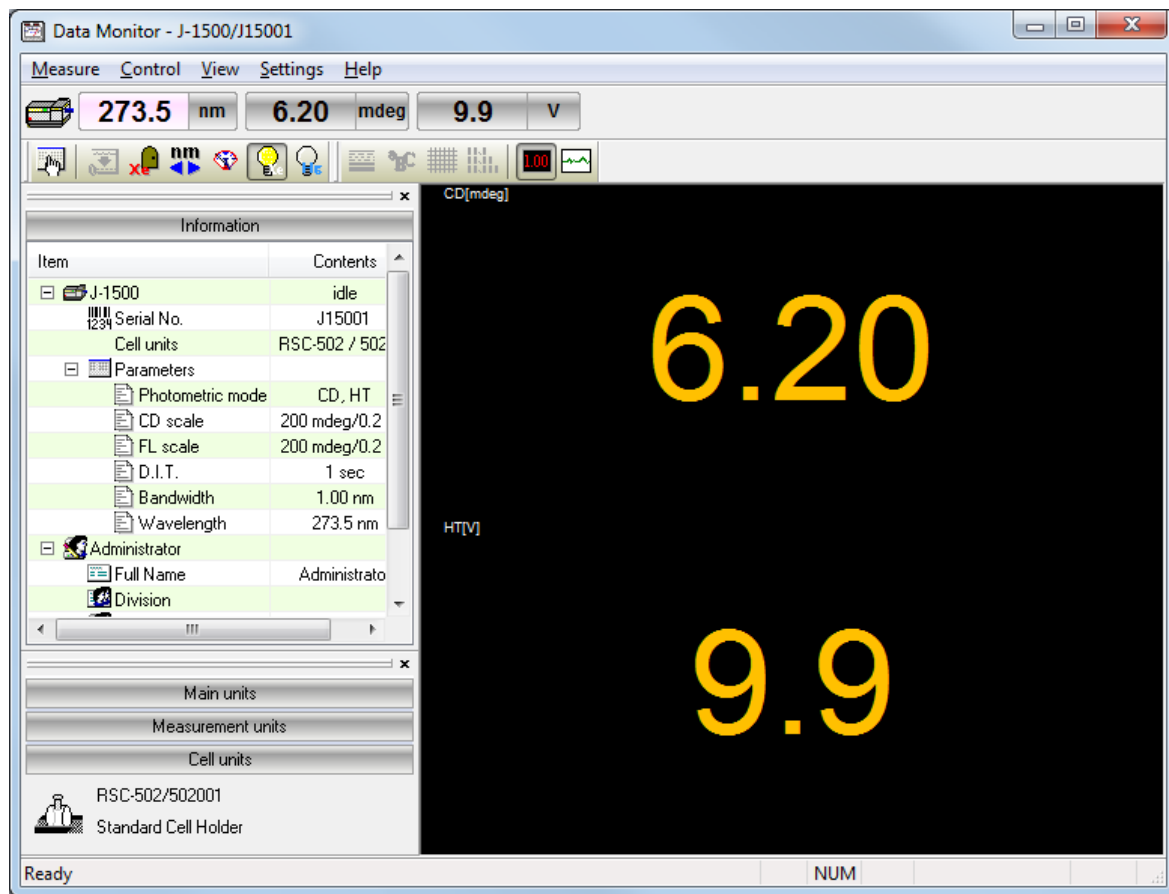 Data Monitor - J-1500/J15001
Measure Control View Settings Help
273.5 nm 6.20 mdeg 9.9 V
Xe nm Xe 1.00
Information
Item Contents
J-1500 idle
1234 Serial No. J15001
Cell units RSC-502 / 502
Parameters
Photometric mode CD, HT
CD scale 200 mdeg/0.2
FL scale 200 mdeg/0.2
D.I.T. 1 sec
Bandwidth 1.00 nm
Wavelength 273.5 nm
Administrator
Full Name Administrato
Division
Main units
Measurement units
Cell units
RSC-502/502001
Standard Cell Holder
CD[mdeg]
6.20
HT[V]
9.9
Ready NUM